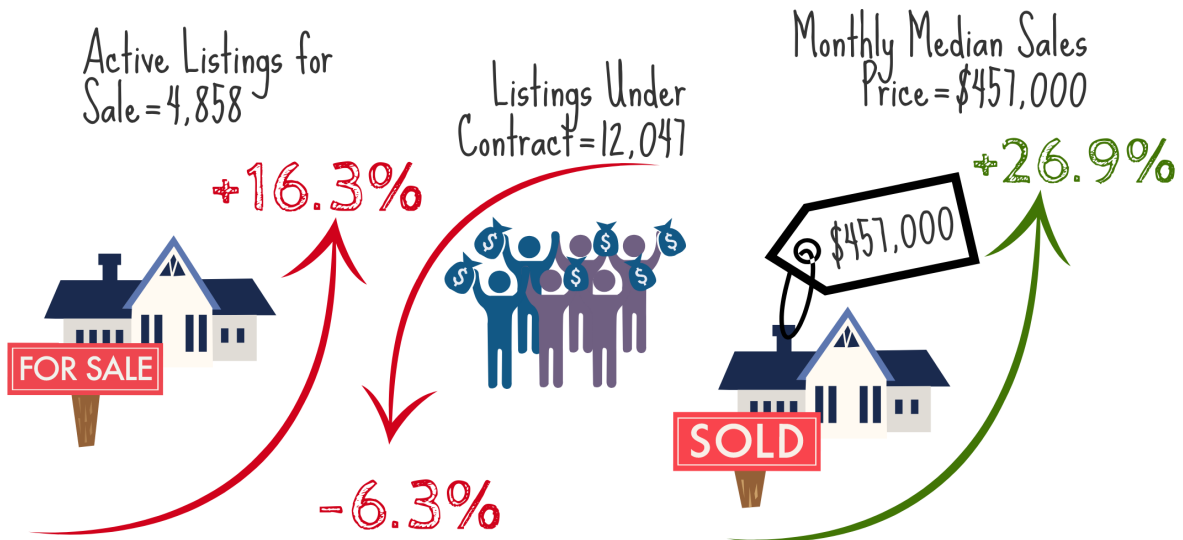 Active Listings for
Sale=4,858
+16.3%
FOR SALE
Listings Under
Contract=12,047
$ $ $ $ $ $
-6.3%
Monthly Median Sales
Price=$457,000
+26.9%
$457,000
SOLD